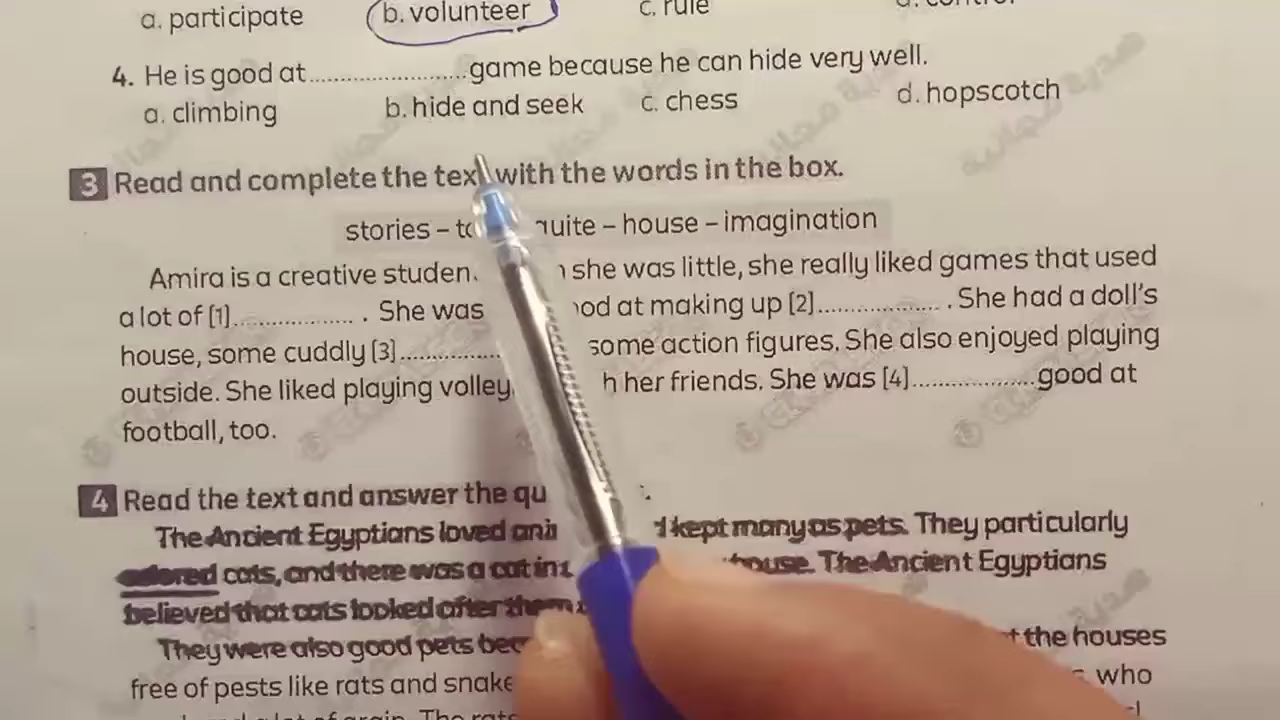 a. participate b. volunteer c. rule
4. He is good at........................game because he can hide very well.
a. climbing b. hide and seek c. chess d. hopscotch
3 Read and complete the text with the words in the box.
stories – quite – house – imagination
Amira is a creative she was little, she really liked games that used
a lot of [1]................... . She was at making up [2].................... . She had a doll's
house, some cuddly [3]............... some action figures. She also enjoyed playing
outside. She liked playing her friends. She was [4]..................good at
football, too.
4 Read the text and answer the
The Ancient Egyptians loved kept many as pets. They particularly
adored cats, and there was a cat in house. The Ancient Egyptians
believed that cats looked after them
They were also good pets the houses
free of pests like rats and who